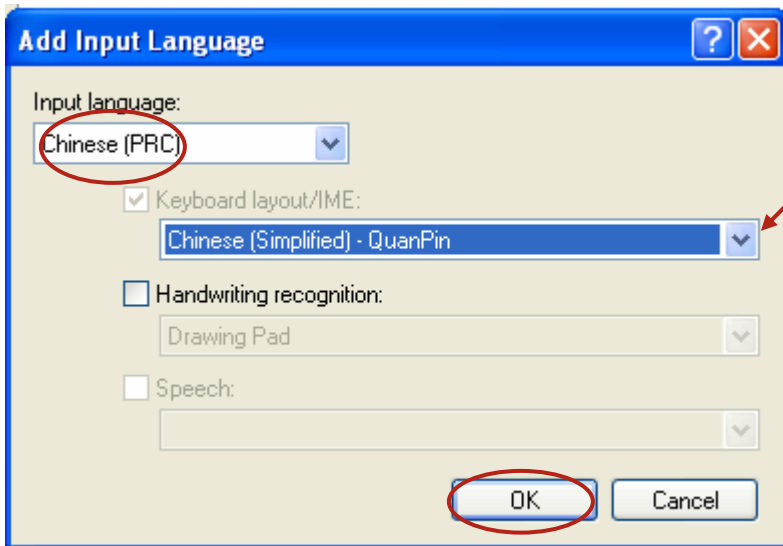 Add Input Language
Input language:
Chinese (PRC)
Keyboard layout/IME:
Chinese (Simplified) - QuanPin
Handwriting recognition:
Drawing Pad
Speech:
OK Cancel